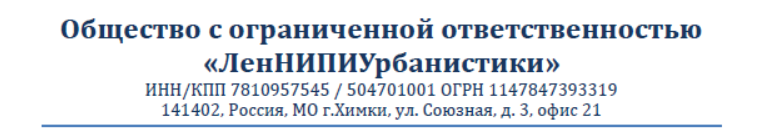 Общество с ограниченной ответственностью
«ЛенНИПИУрбанистики»
ИНН/КПП 7810957545 / 504701001 ОГРН 1147847393319
141402, Россия, МО г.Химки, ул. Союзная, д. 3, офис 21